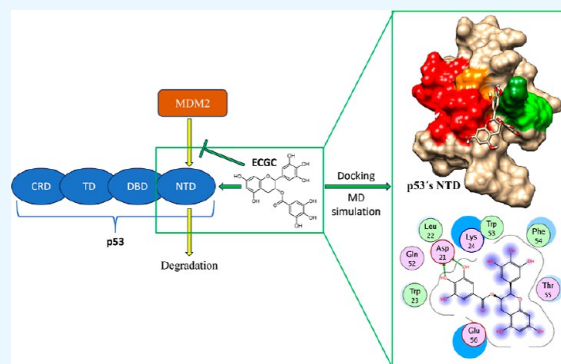 MDM2
ECGC
CRD
TD
DBD
NTD
p53
Degradation
Docking
MD
simulation
p53's NTD
Leu
22
Asp
21
Lys
24
Trp
53
Phe
54
Gln
52
Thr
55
Trp
23
Glu
56